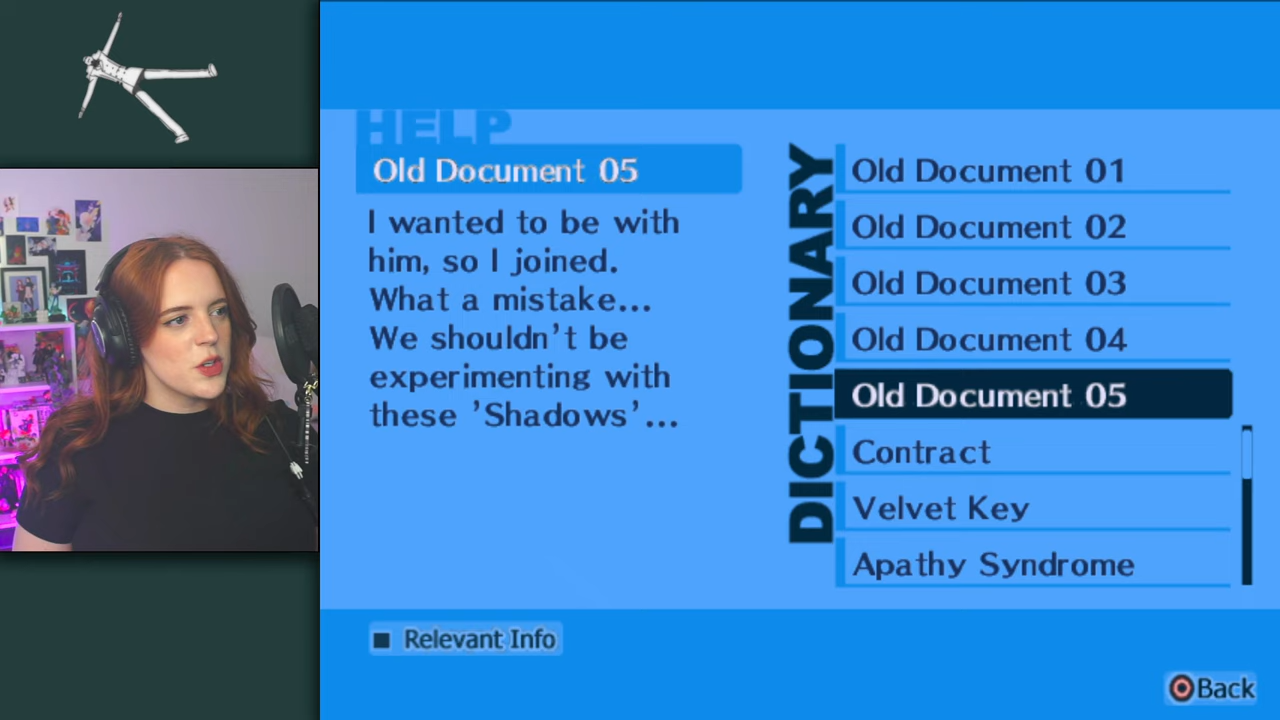 HELP
Old Document 05
I wanted to be with
him, so I joined.
What a mistake...
We shouldn't be
experimenting with
these 'Shadows'...
DICTIONARY
Old Document 01
Old Document 02
Old Document 03
Old Document 04
Old Document 05
Contract
Velvet Key
Apathy Syndrome
Relevant Info
Back